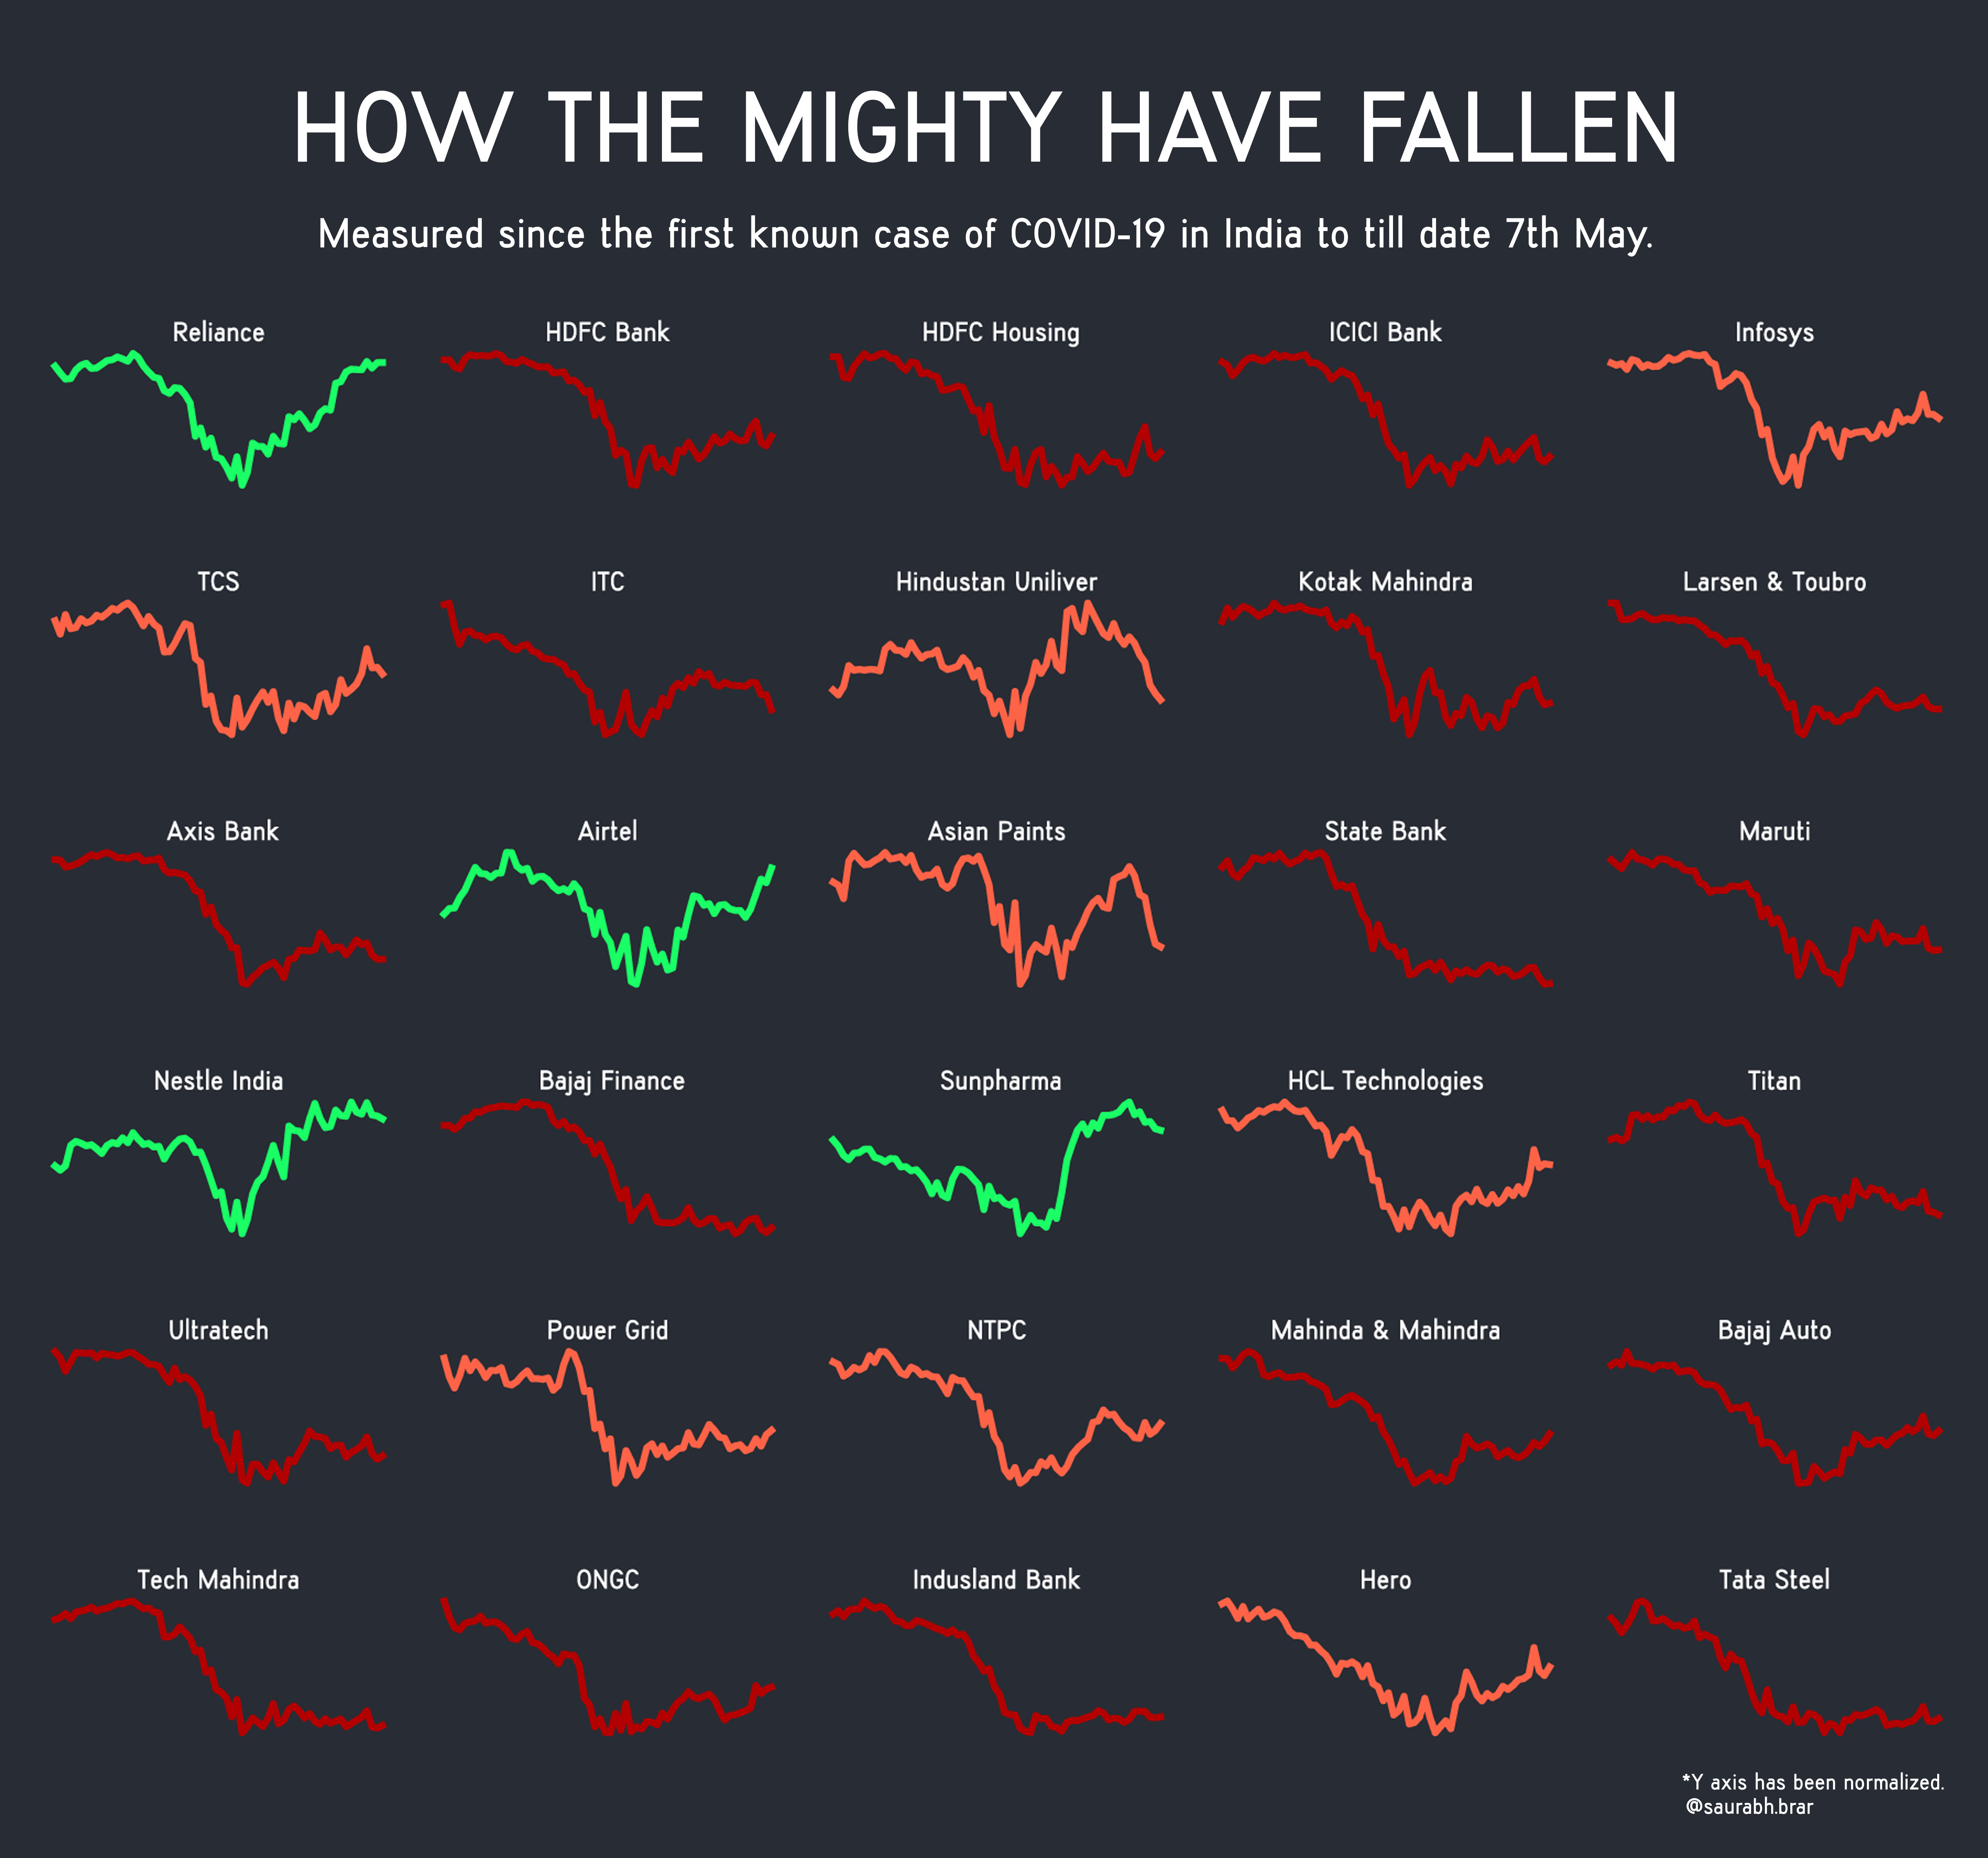 HOW THE MIGHTY HAVE FALLEN
Measured since the first known case of COVID-19 in India to till date 7th May.
Reliance
HDFC Bank
HDFC Housing
ICICI Bank
Infosys
TCS
ITC
Hindustan Uniliver
Kotak Mahindra
Larsen & Toubro
Axis Bank
Airtel
Asian Paints
State Bank
Maruti
Nestle India
Bajaj Finance
Sunpharma
HCL Technologies
Titan
Ultratech
Power Grid
NTPC
Mahinda & Mahindra
Bajaj Auto
Tech Mahindra
ONGC
Indusland Bank
Hero
Tata Steel
*Y axis has been normalized.
@saurabh.brar